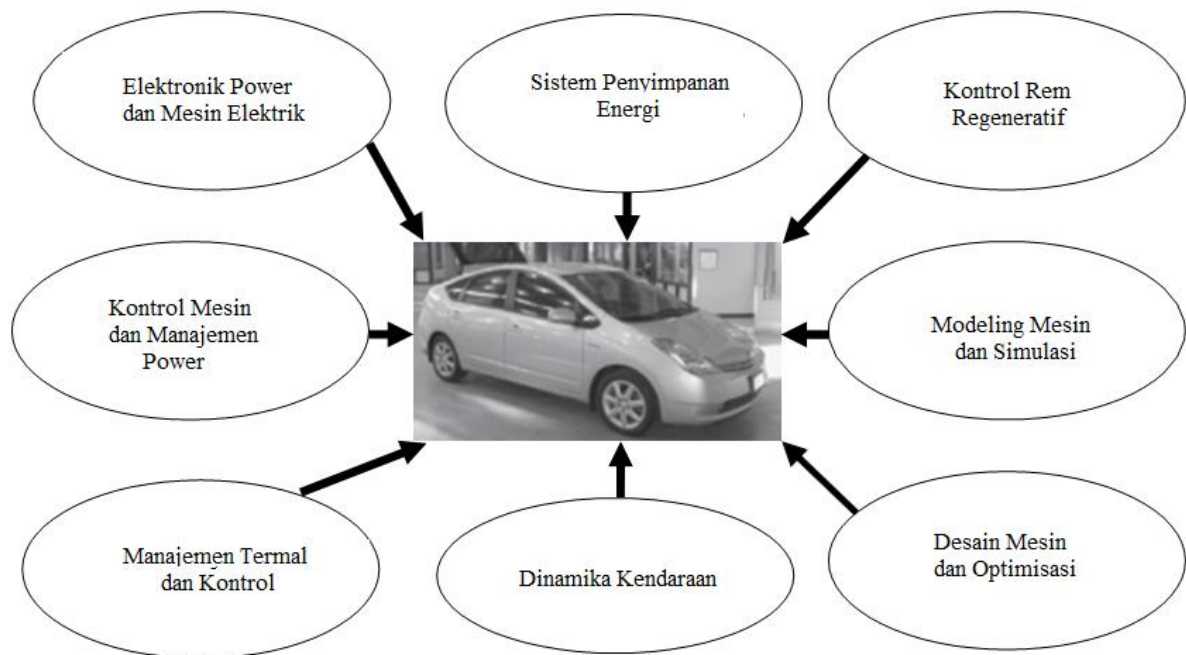 Elektronik Power
dan Mesin Elektrik
Sistem Penyimpanan
Energi
Kontrol Rem
Regeneratif
Kontrol Mesin
dan Manajemen
Power
Modeling Mesin
dan Simulasi
Manajemen Termal
dan Kontrol
Dinamika Kendaraan
Desain Mesin
dan Optimisasi